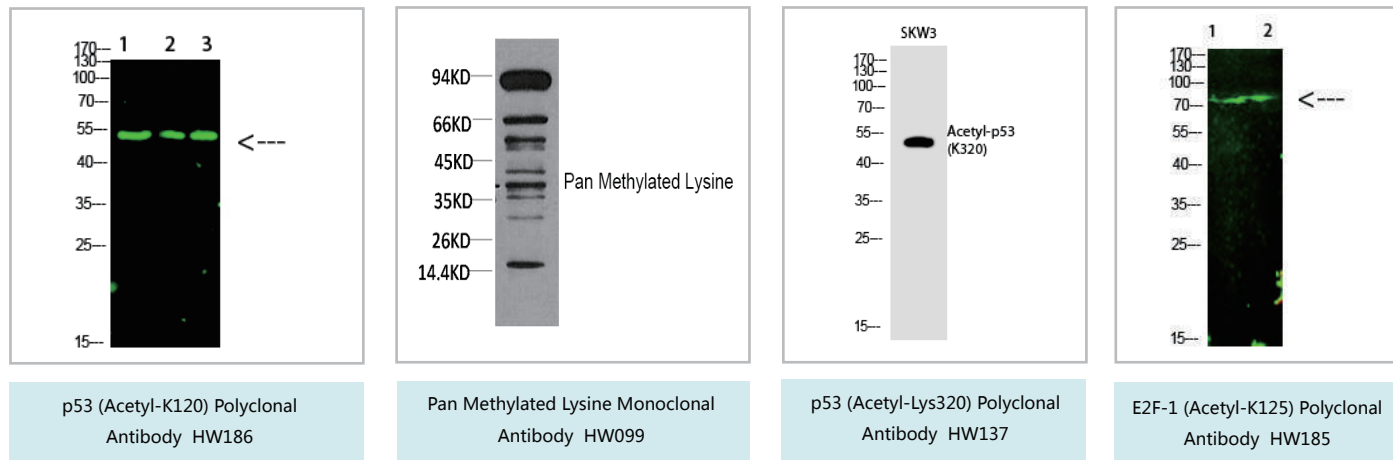 1 2 3
170---
130---
100---
70---
55---
40---
35---
25---
15---
<---
p53 (Acetyl-K120) Polyclonal
Antibody HW186
94KD
66KD
45KD
35KD
26KD
14.4KD
Pan Methylated Lysine
Pan Methylated Lysine Monoclonal
Antibody HW099
SKW3
170---
130---
100---
70---
55---
40---
35---
25---
15---
Acetyl-p53
(K320)
p53 (Acetyl-Lys320) Polyclonal
Antibody HW137
1 2
170---
130---
100---
70---
55---
40---
35---
25---
15---
<---
E2F-1 (Acetyl-K125) Polyclonal
Antibody HW185